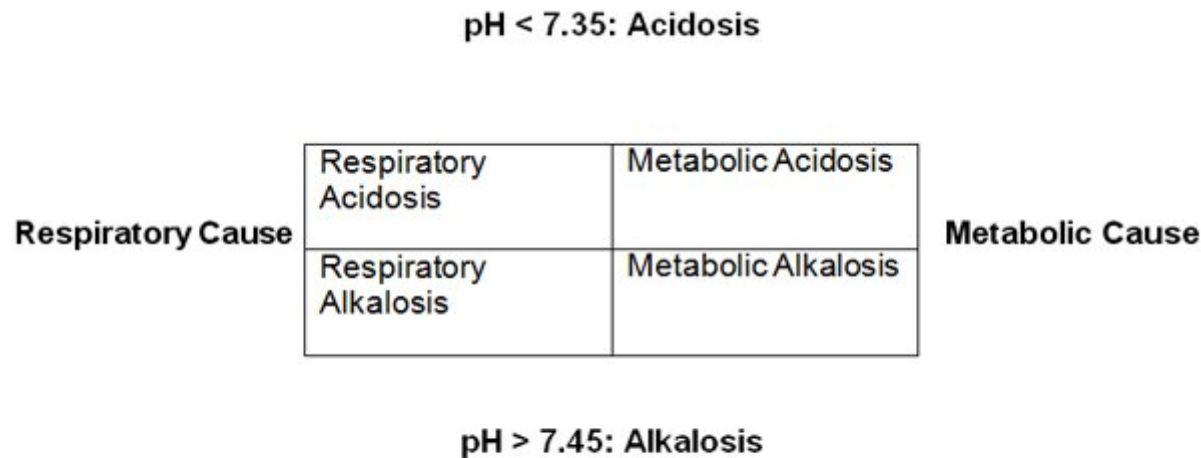 pH < 7.35: Acidosis
Respiratory
Acidosis
Metabolic Acidosis
Respiratory Cause
Metabolic Cause
Respiratory
Alkalosis
Metabolic Alkalosis
pH > 7.45: Alkalosis